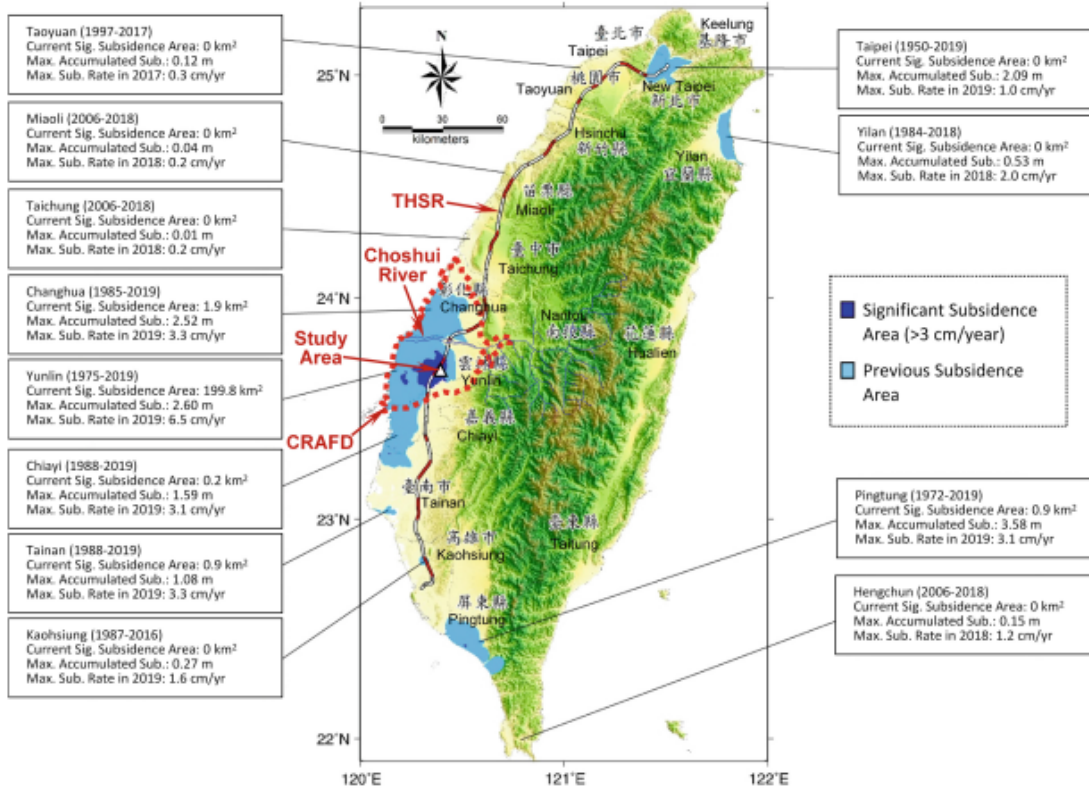 Taoyuan (1997-2017)
Current Sig. Subsidence Area: 0 km²
Max. Accumulated Sub.: 0.12 m
Max. Sub. Rate in 2017: 0.3 cm/yr
Miaoli (2006-2018)
Current Sig. Subsidence Area: 0 km²
Max. Accumulated Sub.: 0.04 m
Max. Sub. Rate in 2018: 0.2 cm/yr
Taichung (2006-2018)
Current Sig. Subsidence Area: 0 km²
Max. Accumulated Sub.: 0.01 m
Max. Sub. Rate in 2018: 0.2 cm/yr
Changhua (1985-2019)
Current Sig. Subsidence Area: 1.9 km²
Max. Accumulated Sub.: 2.52 m
Max. Sub. Rate in 2019: 3.3 cm/yr
Yunlin (1975-2019)
Current Sig. Subsidence Area: 199.8 km²
Max. Accumulated Sub.: 2.60 m
Max. Sub. Rate in 2019: 6.5 cm/yr
Chiayi (1988-2019)
Current Sig. Subsidence Area: 0.2 km²
Max. Accumulated Sub.: 1.59 m
Max. Sub. Rate in 2019: 3.1 cm/yr
Tainan (1988-2019)
Current Sig. Subsidence Area: 0.9 km²
Max. Accumulated Sub.: 1.08 m
Max. Sub. Rate in 2019: 3.3 cm/yr
Kaohsiung (1987-2016)
Current Sig. Subsidence Area: 0 km²
Max. Accumulated Sub.: 0.27 m
Max. Sub. Rate in 2019: 1.6 cm/yr
N
30 0 30 60
kilometers
25°N
24°N
23°N
22°N
120°E
121°E
122°E
臺北市
Taipei
Keelung
基隆市
桃園市
Taoyuan
New Taipei
新北市
Hsinchu
新竹縣
Yilan
宜蘭縣
THSR
苗栗縣
Miaoli
臺中市
Taichung
Choshui
River
彰化縣
Changhua
Nantou
南投縣
花蓮縣
Hualien
Study
Area
雲林縣
Yunlin
CRAFD
嘉義縣
Chiayi
臺南市
Tainan
臺東縣
Taitung
高雄市
Kaohsiung
屏東縣
Pingtung
Taipei (1950-2019)
Current Sig. Subsidence Area: 0 km²
Max. Accumulated Sub.: 2.09 m
Max. Sub. Rate in 2019: 1.0 cm/yr
Yilan (1984-2018)
Current Sig. Subsidence Area: 0 km²
Max. Accumulated Sub.: 0.53 m
Max. Sub. Rate in 2018: 2.0 cm/yr
Significant Subsidence
Area (>3 cm/year)
Previous Subsidence
Area
Pingtung (1972-2019)
Current Sig. Subsidence Area: 0.9 km²
Max. Accumulated Sub.: 3.58 m
Max. Sub. Rate in 2019: 3.1 cm/yr
Hengchun (2006-2018)
Current Sig. Subsidence Area: 0 km²
Max. Accumulated Sub.: 0.15 m
Max. Sub. Rate in 2018: 1.2 cm/yr